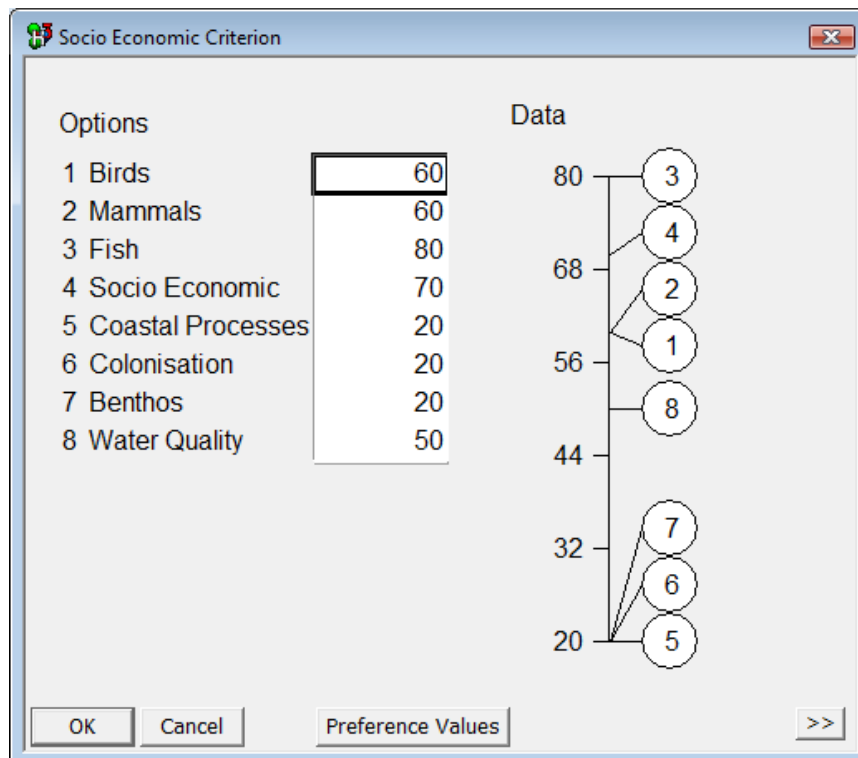 Socio Economic Criterion
Options
1 Birds 60
2 Mammals 60
3 Fish 80
4 Socio Economic 70
5 Coastal Processes 20
6 Colonisation 20
7 Benthos 20
8 Water Quality 50
Data
80 3
4
68
2
1
56
8
44
7
32
6
20 5
OK Cancel Preference Values >>